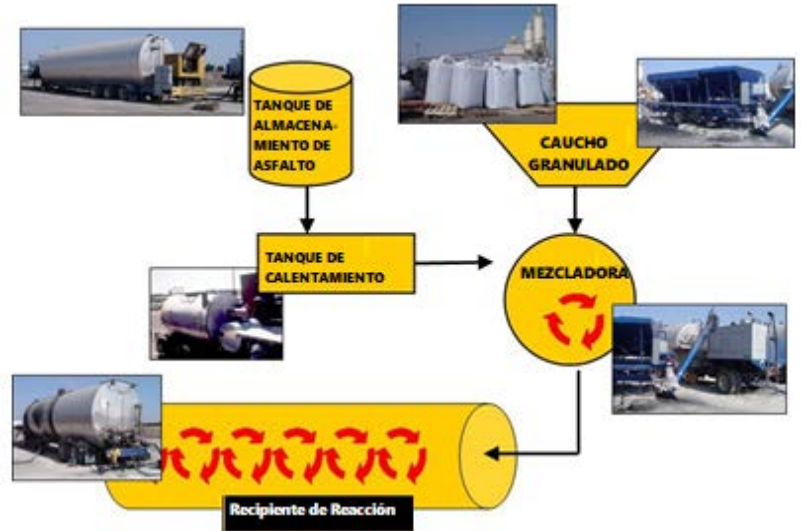 TANQUE DE
ALMACENA-
MIENTO DE
ASFALTO
CAUCHO
GRANULADO
TANQUE DE
CALENTAMIENTO
MEZCLADORA
Recipiente de Reacción